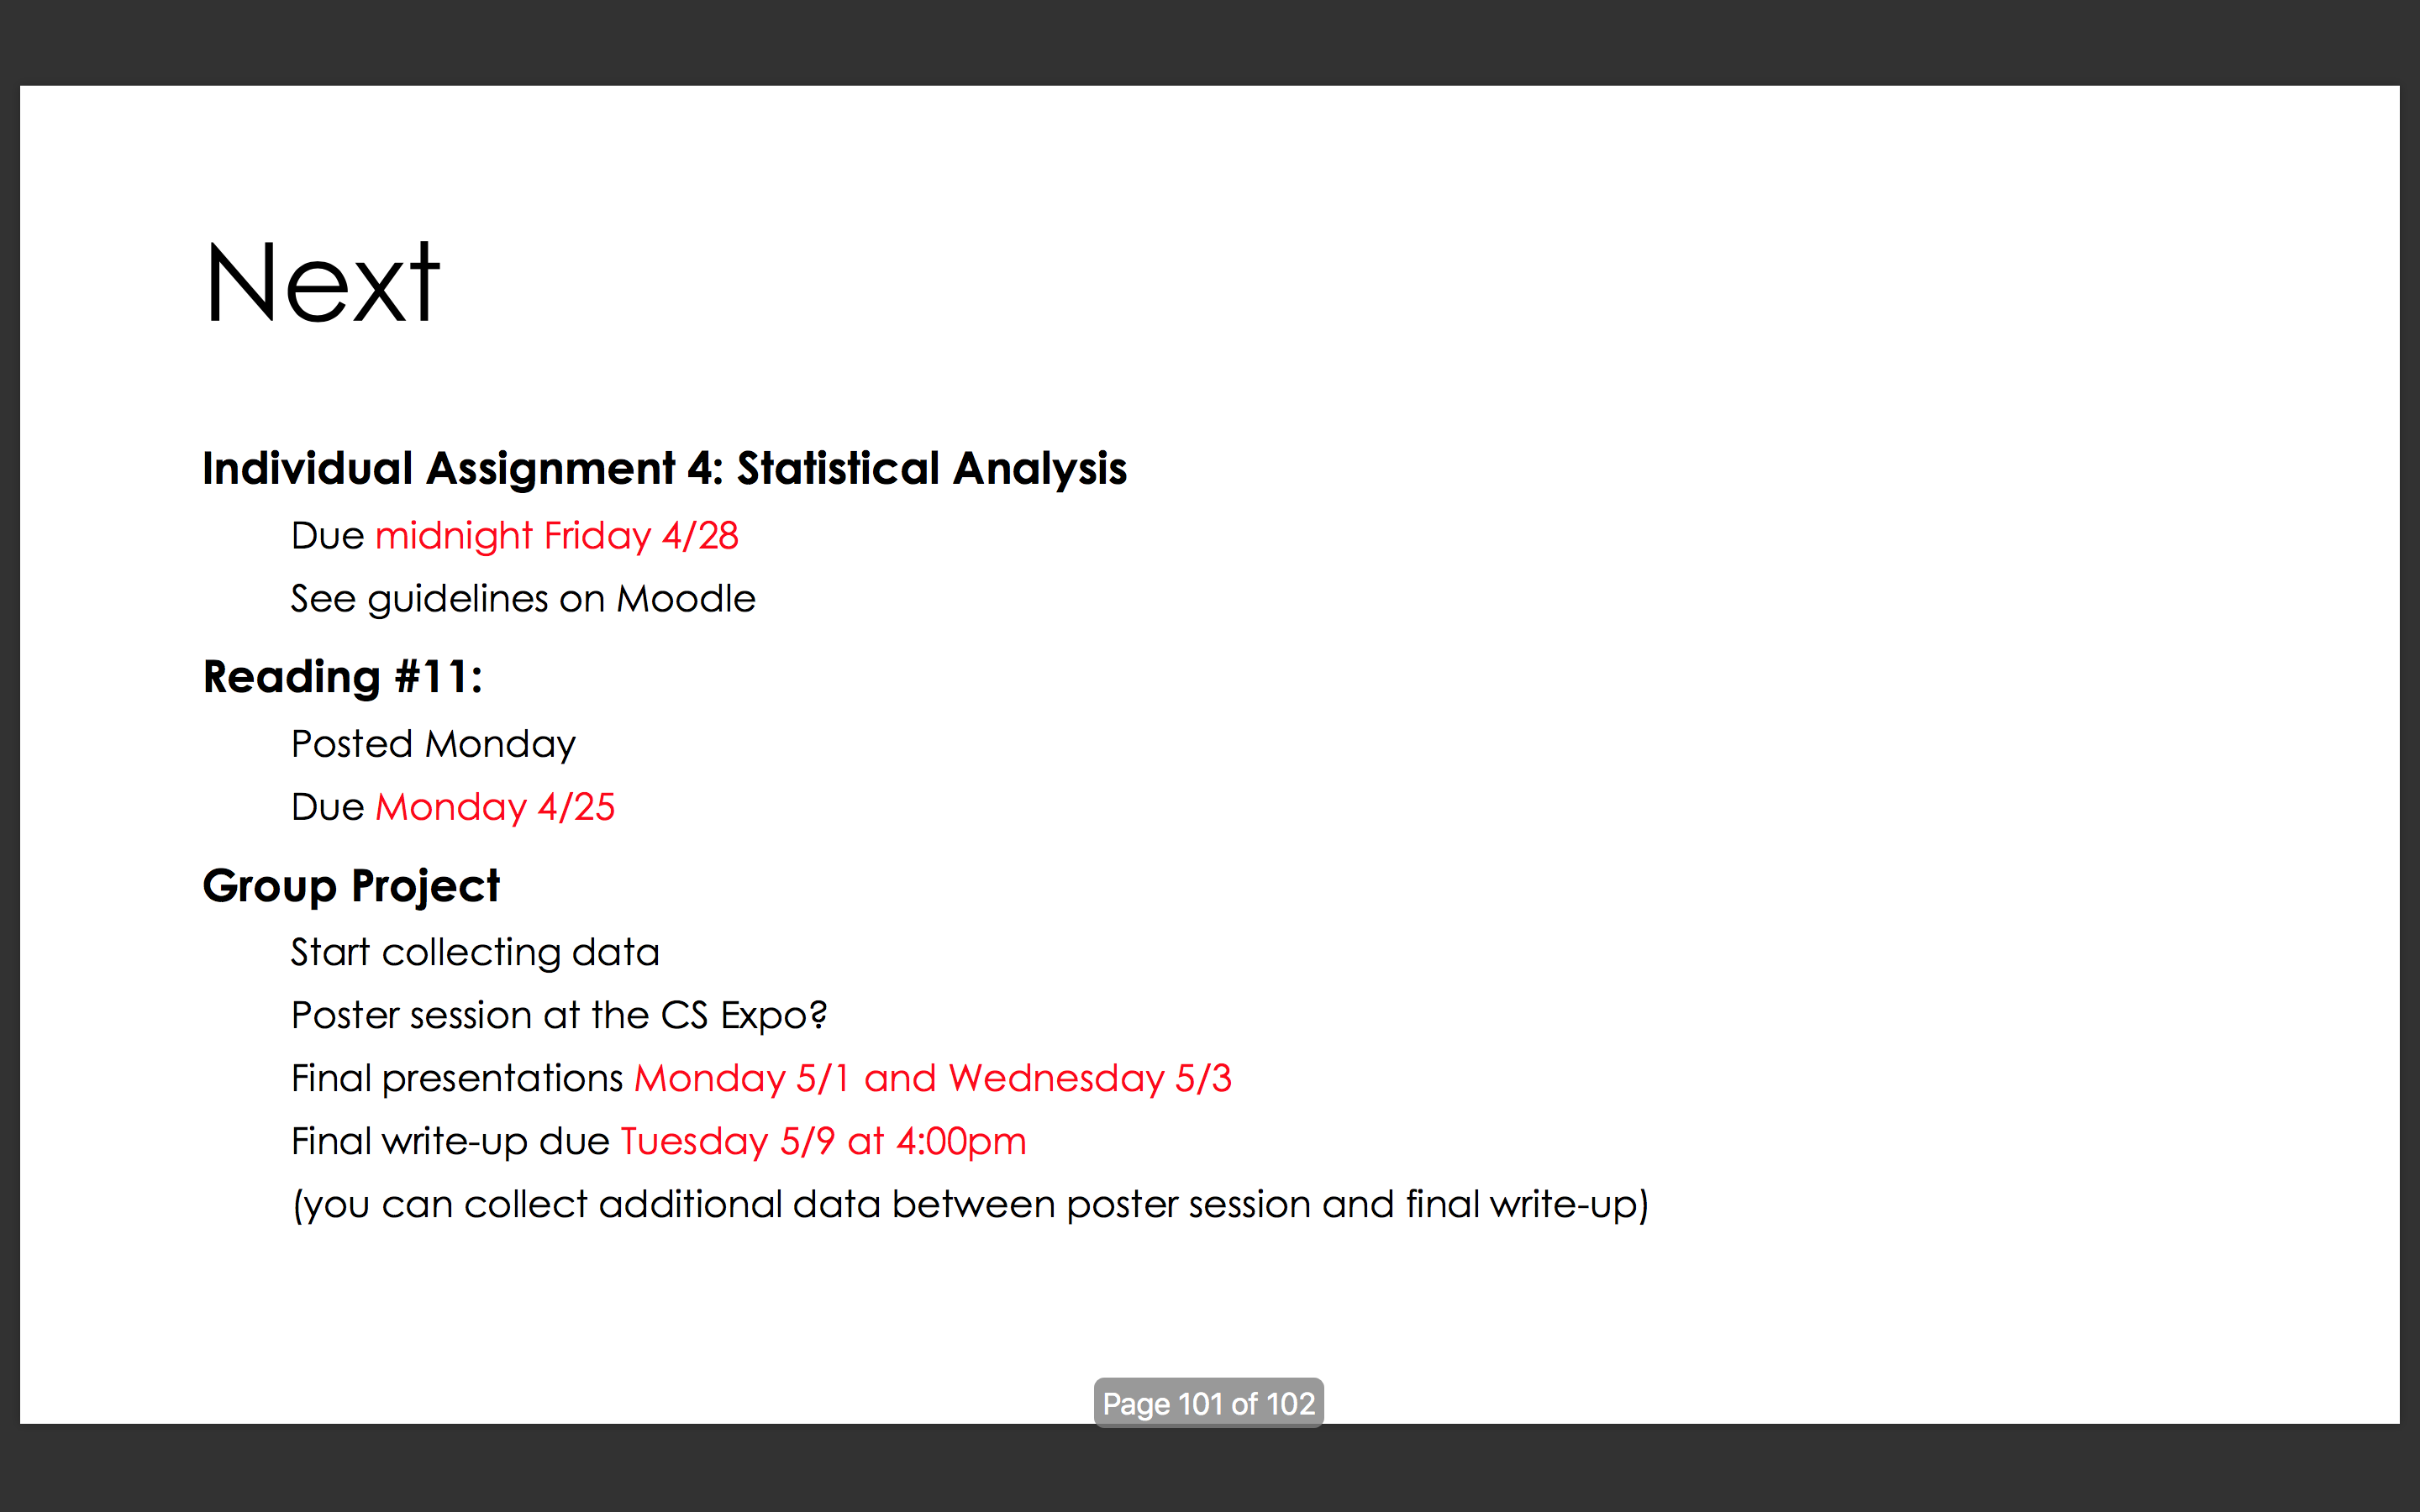 Next
Individual Assignment 4: Statistical Analysis
Due midnight Friday 4/28
See guidelines on Moodle
Reading #11:
Posted Monday
Due Monday 4/25
Group Project
Start collecting data
Poster session at the CS Expo?
Final presentations Monday 5/1 and Wednesday 5/3
Final write-up due Tuesday 5/9 at 4:00pm
(you can collect additional data between poster session and final write-up)
Page 101 of 102